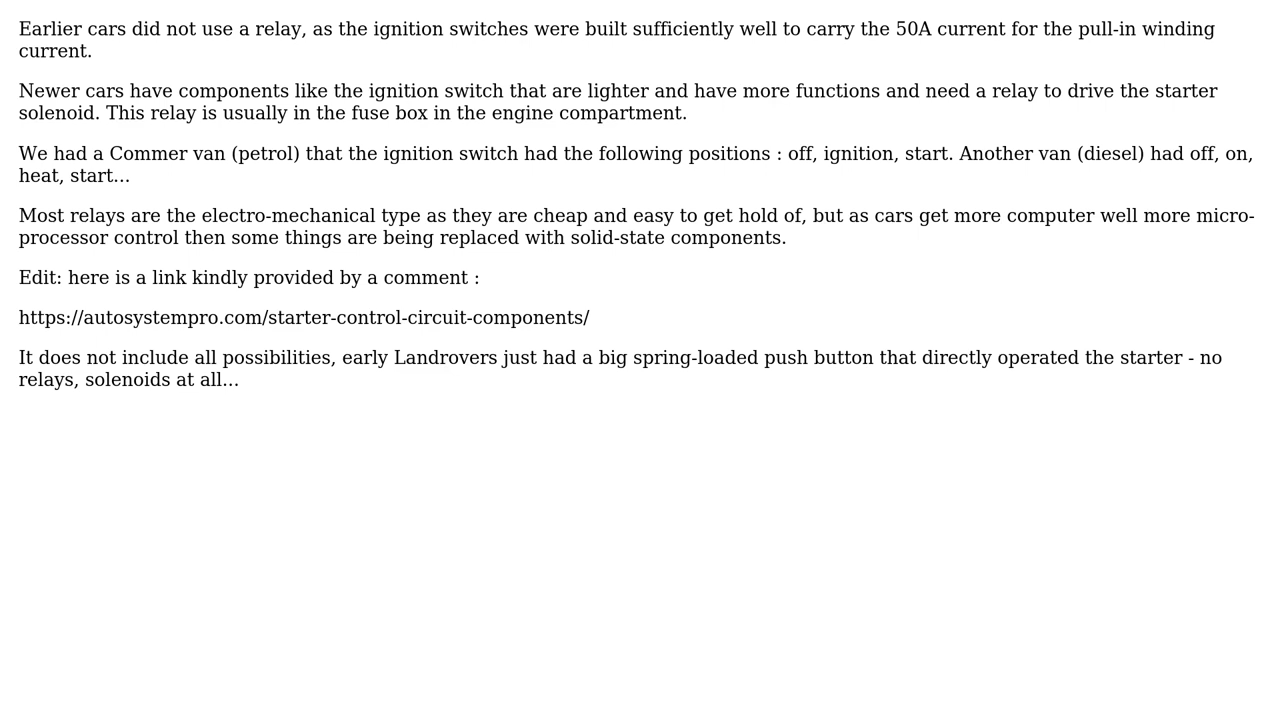 Earlier cars did not use a relay, as the ignition switches were built sufficiently well to carry the 50A current for the pull-in winding
current.
Newer cars have components like the ignition switch that are lighter and have more functions and need a relay to drive the starter
solenoid. This relay is usually in the fuse box in the engine compartment.
We had a Commer van (petrol) that the ignition switch had the following positions : off, ignition, start. Another van (diesel) had off, on,
heat, start...
Most relays are the electro-mechanical type as they are cheap and easy to get hold of, but as cars get more computer well more micro-
processor control then some things are being replaced with solid-state components.
Edit: here is a link kindly provided by a comment :
https://autosystempro.com/starter-control-circuit-components/
It does not include all possibilities, early Landrovers just had a big spring-loaded push button that directly operated the starter - no
relays, solenoids at all...